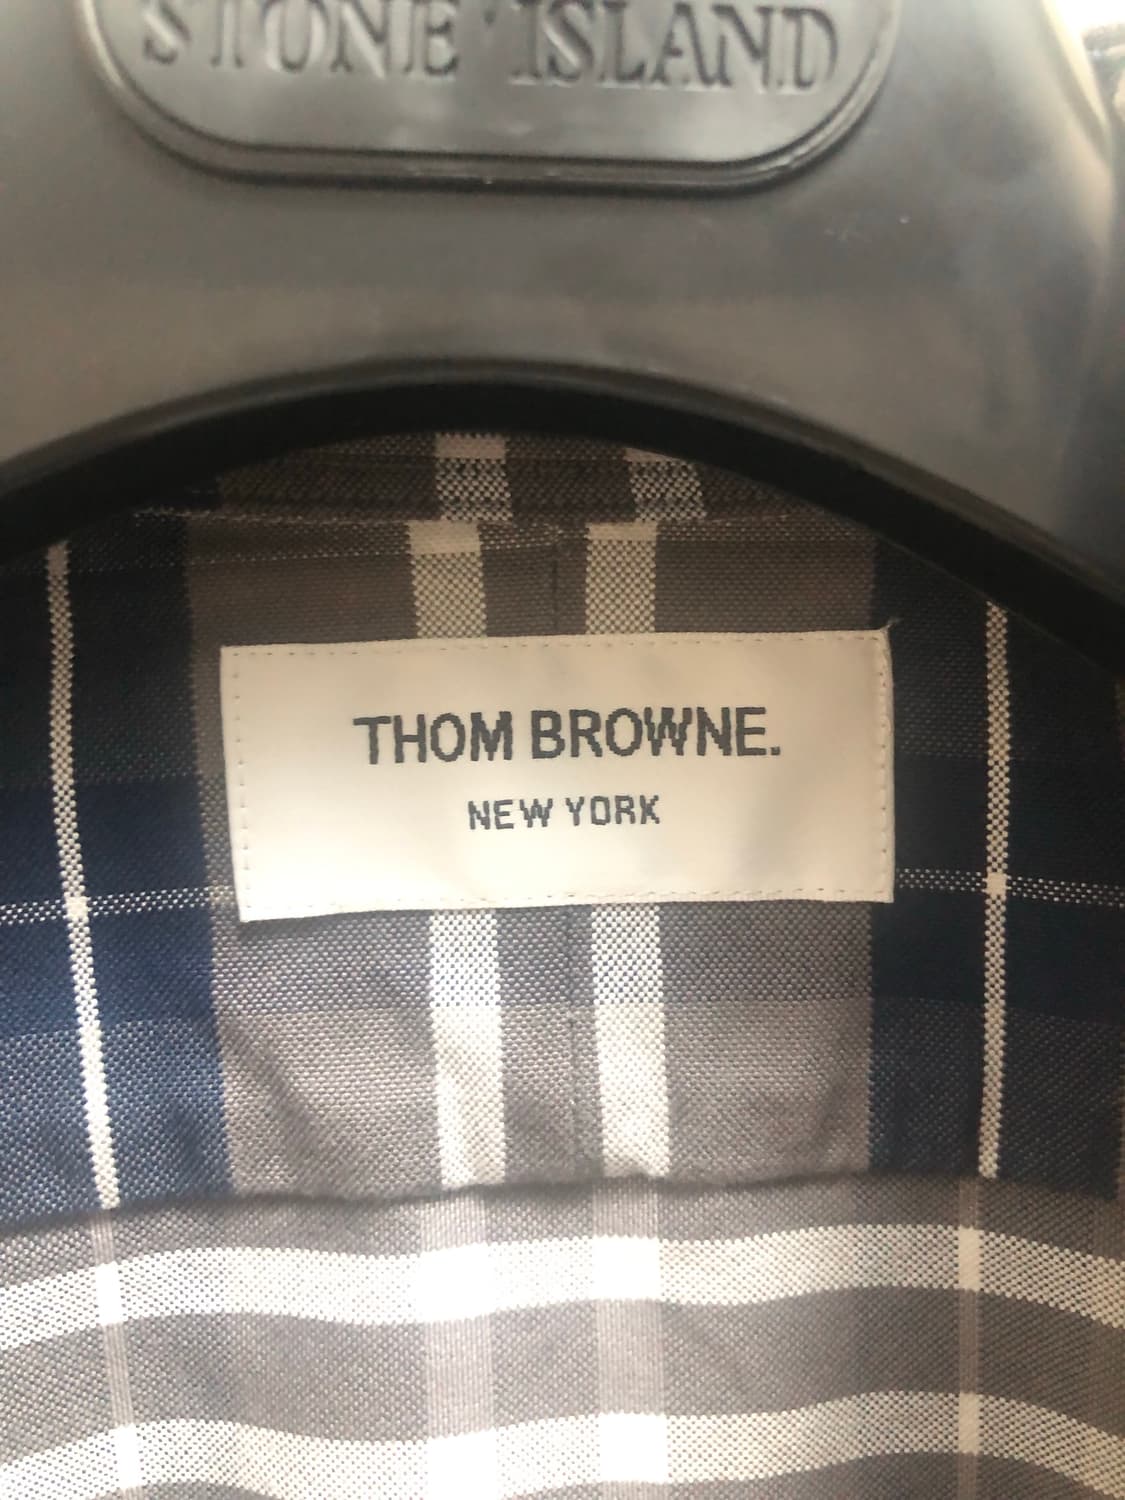 STONE ISLAND
THOM BROWNE.
NEW YORK